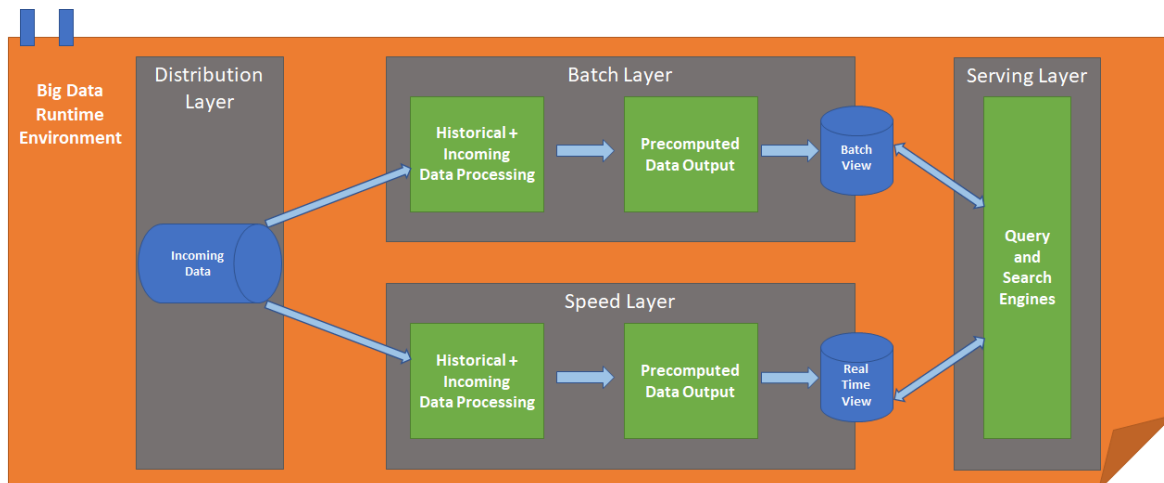 Big Data
Runtime
Environment
Distribution
Layer
Incoming
Data
Batch Layer
Historical +
Incoming
Data Processing
Precomputed
Data Output
Batch
View
Speed Layer
Historical +
Incoming
Data Processing
Precomputed
Data Output
Real
Time
View
Serving Layer
Query
and
Search
Engines